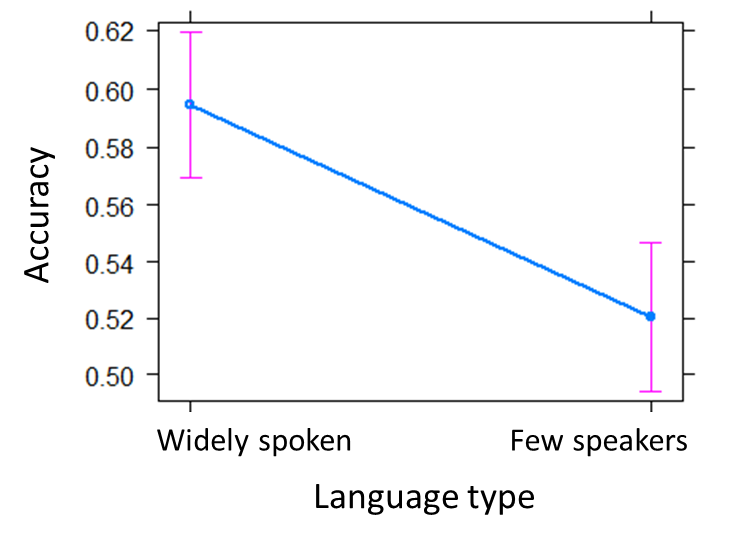 0.62
0.60
0.58
0.56
0.54
0.52
0.50
Accuracy
Widely spoken
Few speakers
Language type